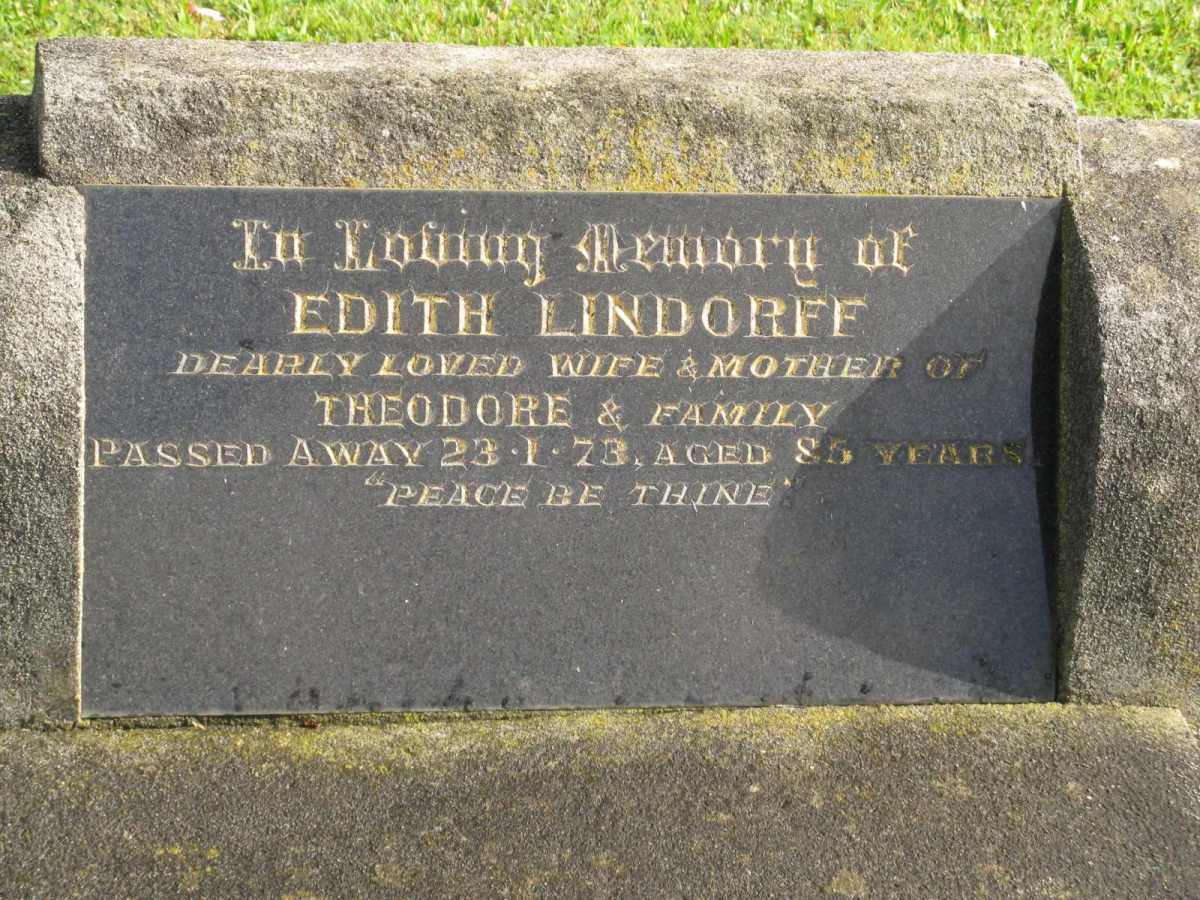 In Loving Memory of
EDITH LINDORFF
DEARLY LOVED WIFE & MOTHER OF
THEODORE & FAMILY
PASSED AWAY 23·1·73, AGED 85 YEARS.
"PEACE BE THINE"